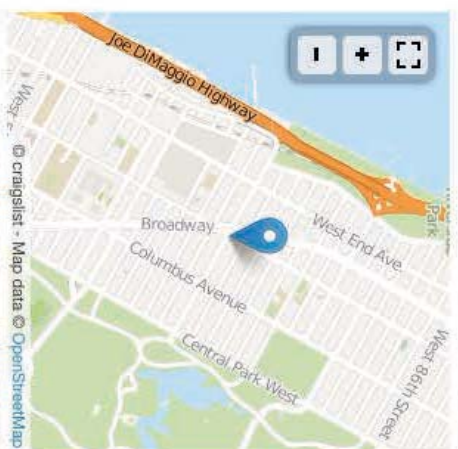 Joe DiMaggio Highway
West
Park
West End Ave
Broadway
Columbus Avenue
Central Park West
West 86th Street
© craigslist - Map data © OpenStreetMap